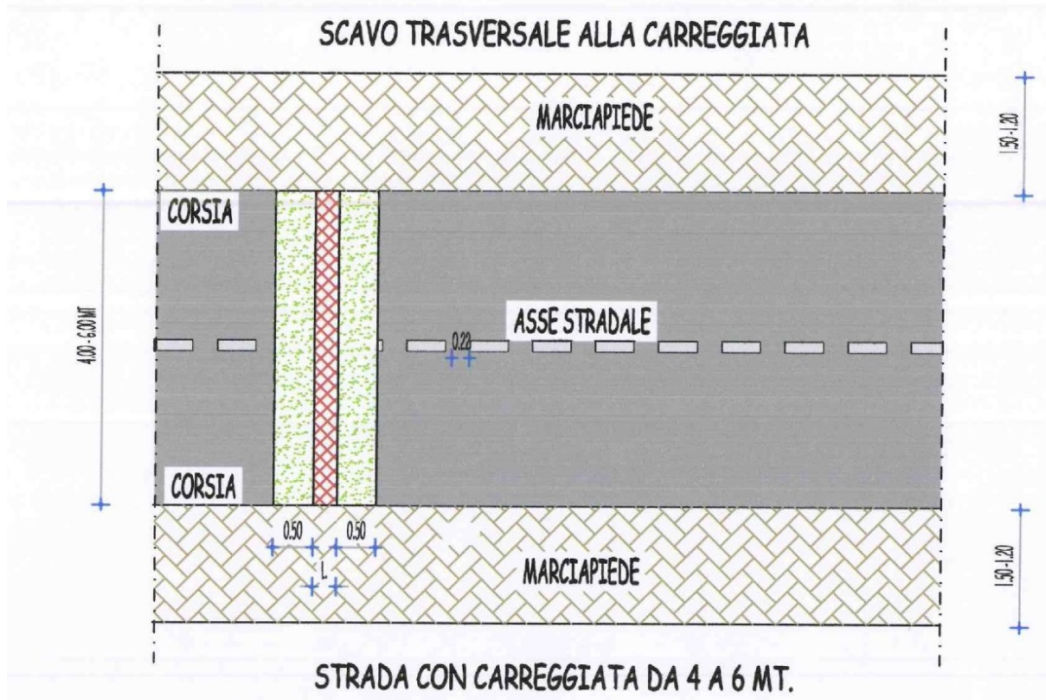 SCAVO TRASVERSALE ALLA CARREGGIATA
MARCIAPIEDE
1.50-1.20
CORSIA
4.00 - 6.00 MT
ASSE STRADALE
0.22
CORSIA
0.50 0.50
L
MARCIAPIEDE
1.50-1.20
STRADA CON CARREGGIATA DA 4 A 6 MT.